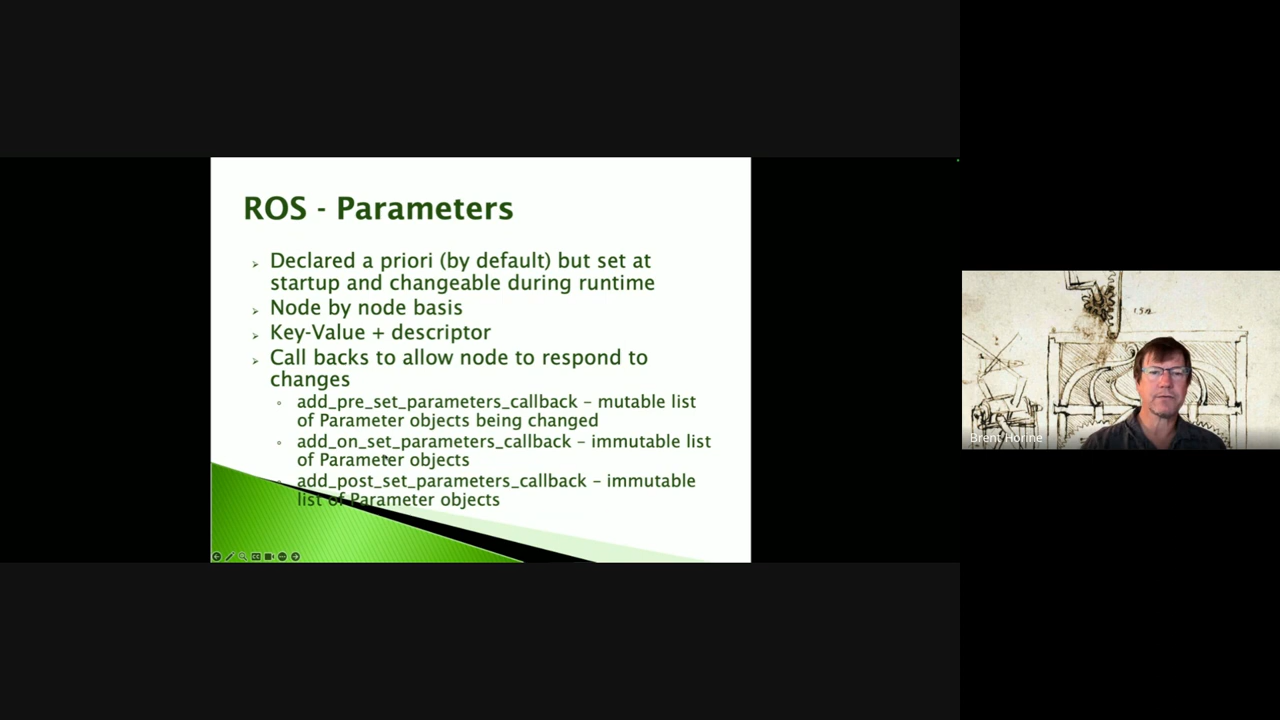 ROS - Parameters
Declared a priori (by default) but set at
startup and changeable during runtime
Node by node basis
Key-Value + descriptor
Call backs to allow node to respond to
changes
add_pre_set_parameters_callback – mutable list
of Parameter objects being changed
add_on_set_parameters_callback – immutable list
of Parameter objects
add_post_set_parameters_callback – immutable
list of Parameter objects
Brent Horine